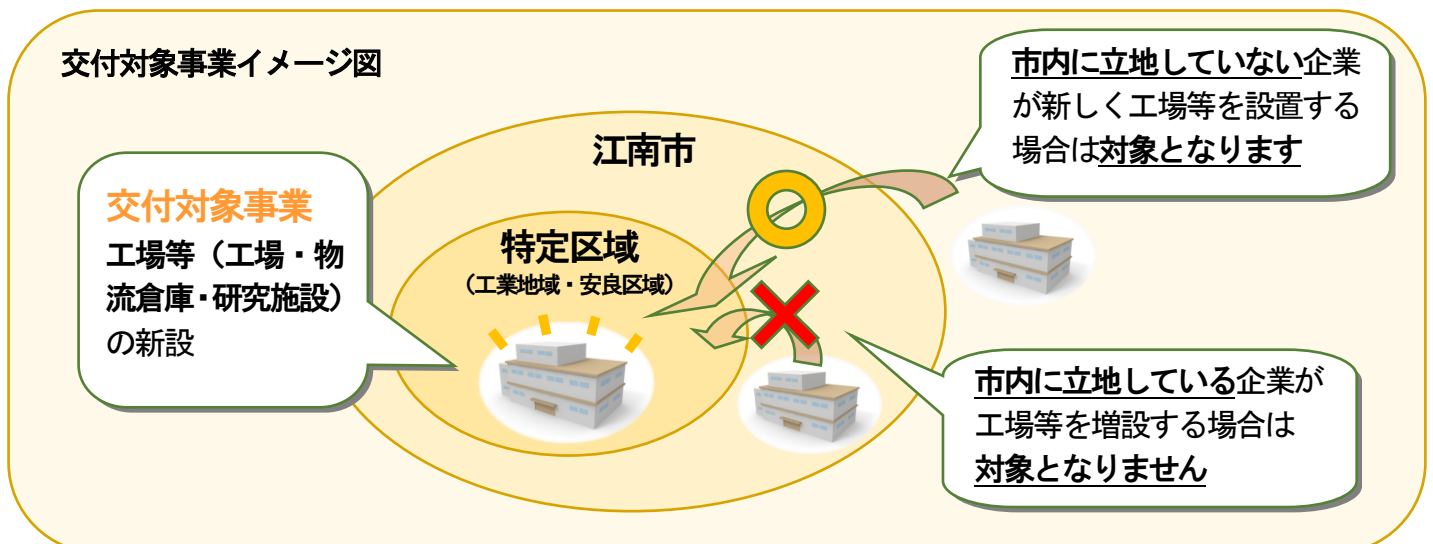 交付対象事業イメージ図
市内に立地していない企業
が新しく工場等を設置する
場合は対象となります
江南市
交付対象事業
工場等（工場・物
流倉庫・研究施設）
の新設
特定区域
（工業地域・安良区域）
市内に立地している企業が
工場等を増設する場合は
対象となりません